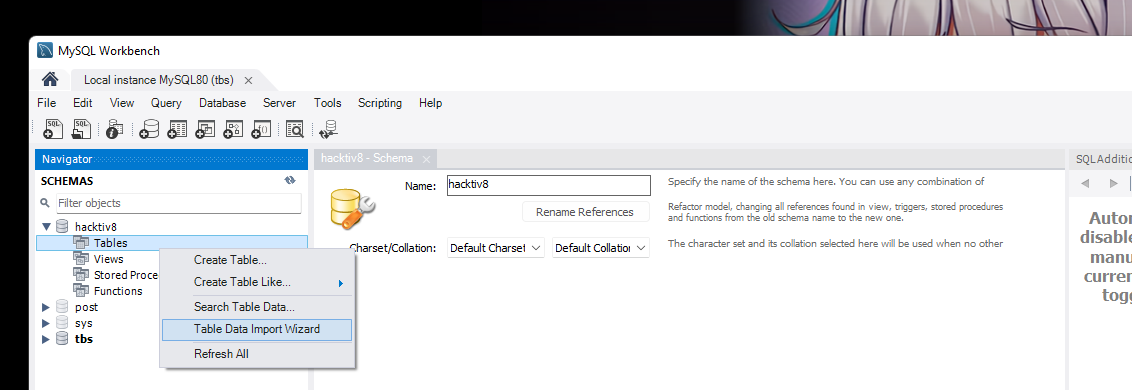 MySQL Workbench
Local instance MySQL80 (tbs)
File Edit View Query Database Server Tools Scripting Help
SQL SQL
Navigator
hacktiv8 - Schema
SQLAdditio
SCHEMAS
Filter objects
hacktiv8
Tables
Views
Stored Proce
Functions
post
sys
tbs
Create Table...
Create Table Like...
Search Table Data...
Table Data Import Wizard
Refresh All
Name: hacktiv8
Specify the name of the schema here. You can use any combination of
Rename References
Refactor model, changing all references found in view, triggers, stored procedures
and functions from the old schema name to the new one.
Charset/Collation: Default Charset Default Collation
The character set and its collation selected here will be used when no other
Autor
disable
manu
curren
togg